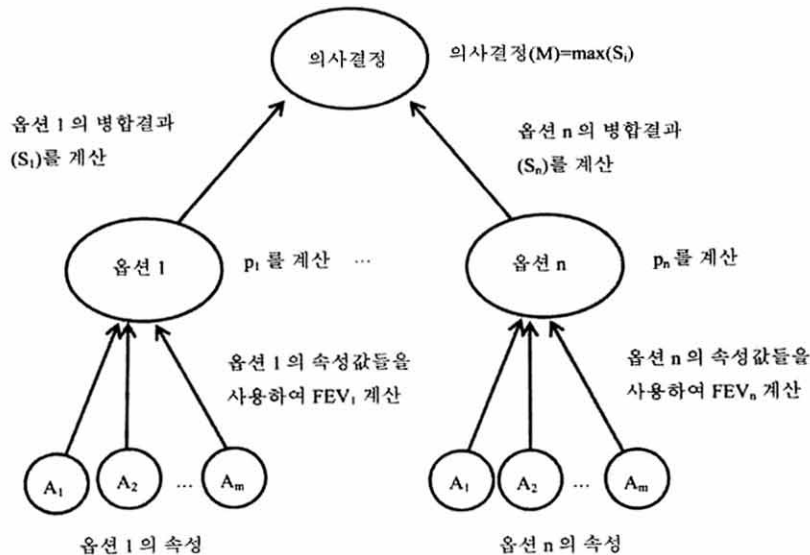 의사결정
의사결정(M)=max(Sᵢ)
옵션 1 의 병합결과
(S₁)를 계산
옵션 n 의 병합결과
(Sₙ)를 계산
옵션 1
p₁ 를 계산 ...
옵션 n
pₙ 를 계산
옵션 1 의 속성값들을
사용하여 FEV₁ 계산
옵션 n 의 속성값들을
사용하여 FEVₙ 계산
A₁ A₂ ... Aₘ
A₁ A₂ ... Aₘ
옵션 1 의 속성
옵션 n 의 속성